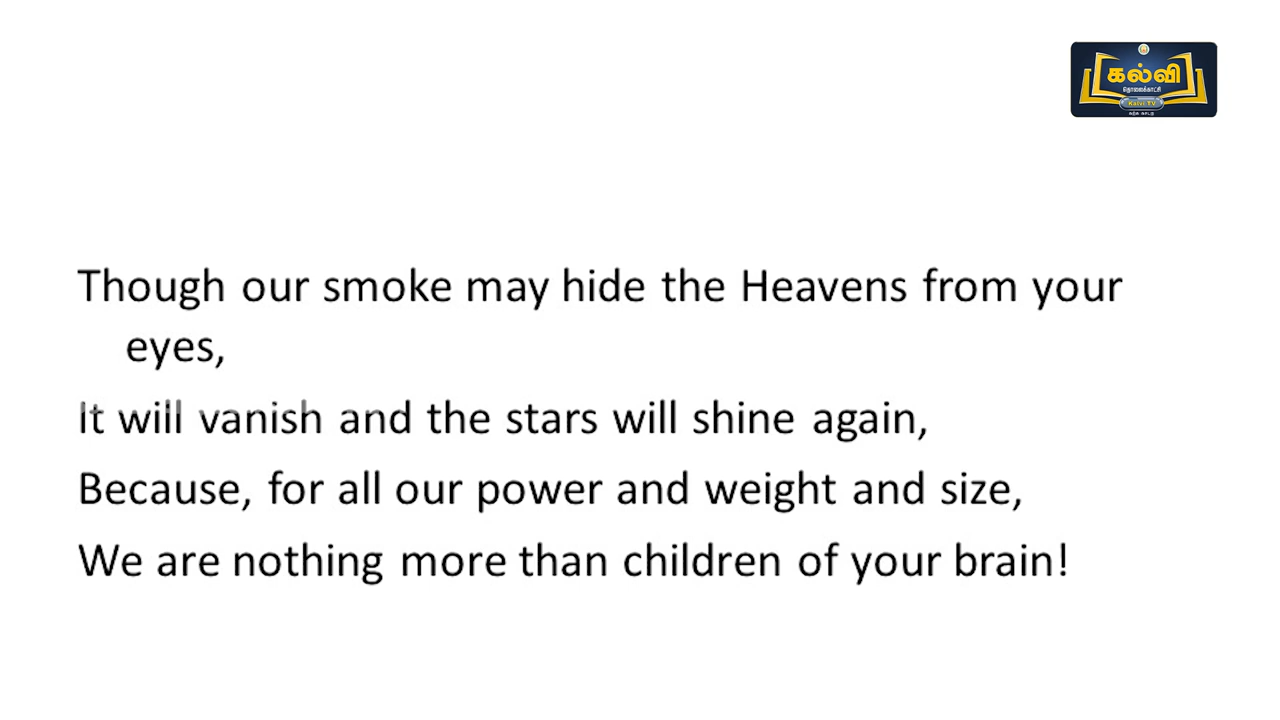 கல்வி
தொலைக்காட்சி
Kalvi TV
Though our smoke may hide the Heavens from your
eyes,
It will vanish and the stars will shine again,
Because, for all our power and weight and size,
We are nothing more than children of your brain!